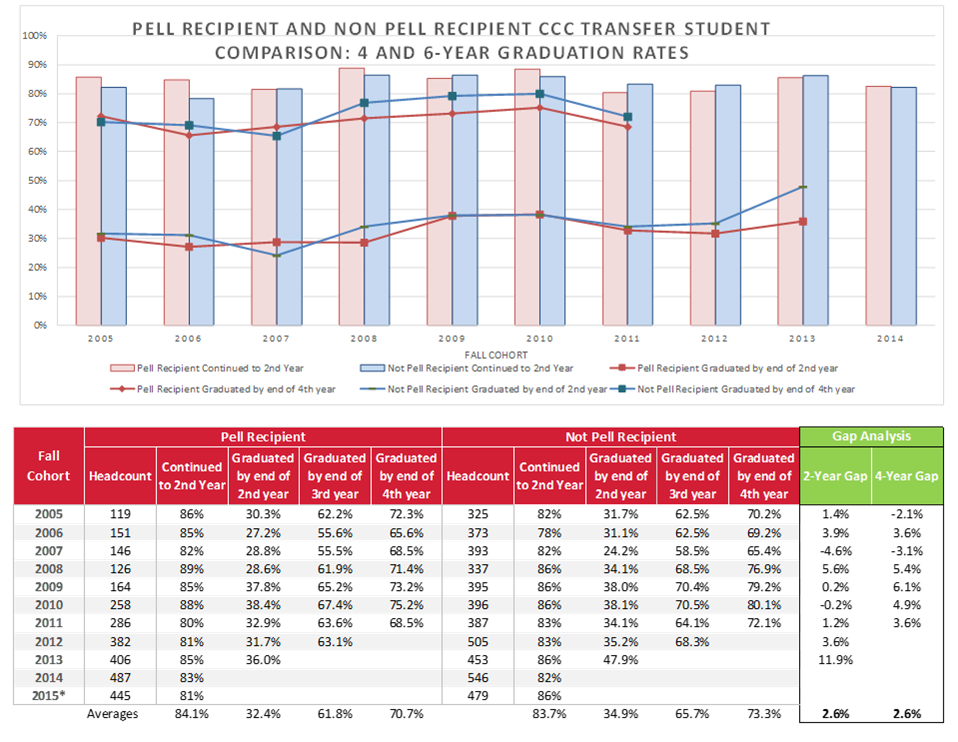 PELL RECIPIENT AND NON PELL RECIPIENT CCC TRANSFER STUDENT
COMPARISON: 4 AND 6-YEAR GRADUATION RATES
100%
90%
80%
70%
60%
50%
40%
30%
20%
10%
0%
2005 2006 2007 2008 2009 2010 2011 2012 2013 2014
FALL COHORT
Pell Recipient Continued to 2nd Year Not Pell Recipient Continued to 2nd Year Pell Recipient Graduated by end of 2nd year
Pell Recipient Graduated by end of 4th year Not Pell Recipient Graduated by end of 2nd year Not Pell Recipient Graduated by end of 4th year
Fall Cohort Pell Recipient Not Pell Recipient Gap Analysis
Headcount Continued to 2nd Year Graduated by end of 2nd year Graduated by end of 3rd year Graduated by end of 4th year Headcount Continued to 2nd Year Graduated by end of 2nd year Graduated by end of 3rd year Graduated by end of 4th year 2-Year Gap 4-Year Gap
2005 119 86% 30.3% 62.2% 72.3% 325 82% 31.7% 62.5% 70.2% 1.4% -2.1%
2006 151 85% 27.2% 55.6% 65.6% 373 78% 31.1% 62.5% 69.2% 3.9% 3.6%
2007 146 82% 28.8% 55.5% 68.5% 393 82% 24.2% 58.5% 65.4% -4.6% -3.1%
2008 126 89% 28.6% 61.9% 71.4% 337 86% 34.1% 68.5% 76.9% 5.6% 5.4%
2009 164 85% 37.8% 65.2% 73.2% 395 86% 38.0% 70.4% 79.2% 0.2% 6.1%
2010 258 88% 38.4% 67.4% 75.2% 396 86% 38.1% 70.5% 80.1% -0.2% 4.9%
2011 286 80% 32.9% 63.6% 68.5% 387 83% 34.1% 64.1% 72.1% 1.2% 3.6%
2012 382 81% 31.7% 63.1% 505 83% 35.2% 68.3% 3.6%
2013 406 85% 36.0% 453 86% 47.9% 11.9%
2014 487 83% 546 82%
2015* 445 81% 479 86%
Averages 84.1% 32.4% 61.8% 70.7% 83.7% 34.9% 65.7% 73.3% 2.6% 2.6%